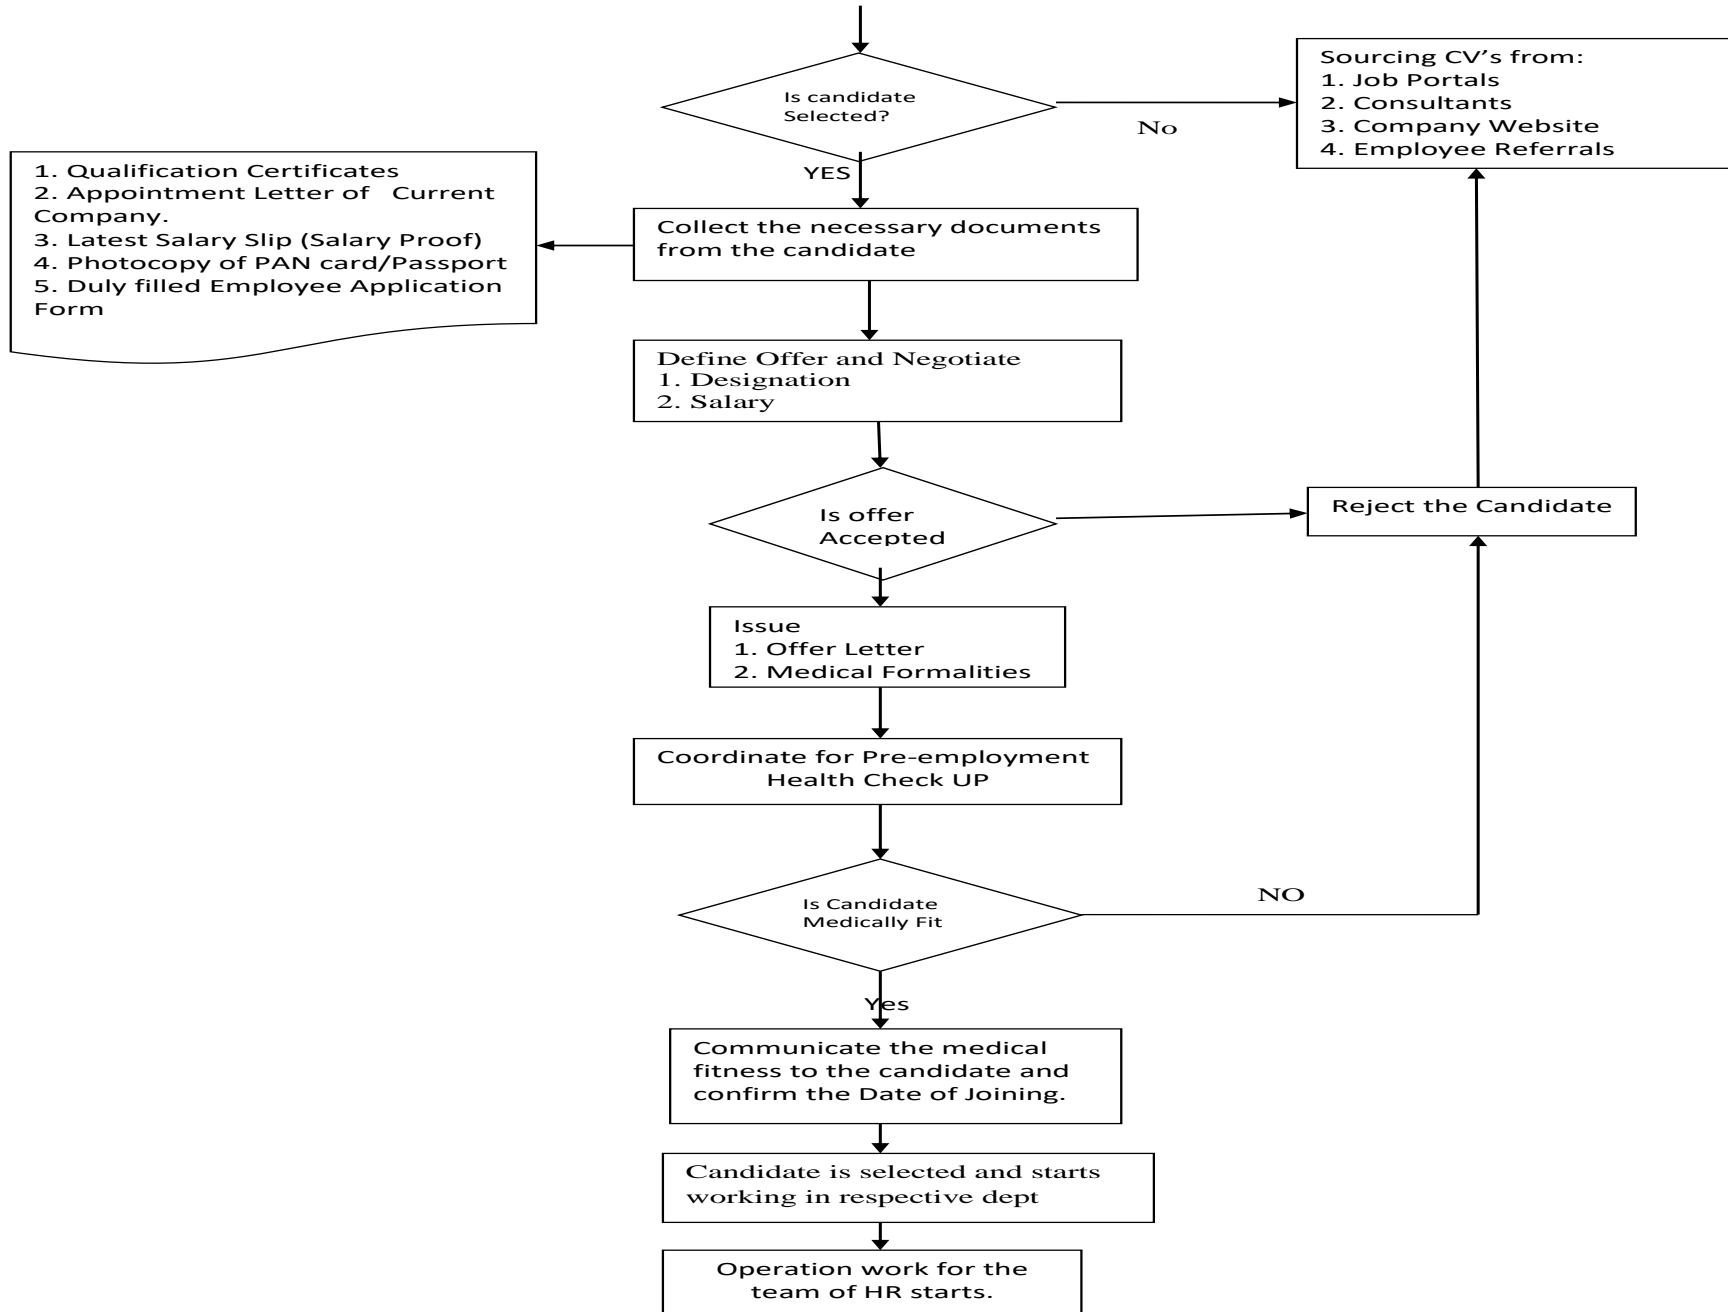 Is candidate
Selected?
No
Sourcing CV's from:
1. Job Portals
2. Consultants
3. Company Website
4. Employee Referrals
YES
1. Qualification Certificates
2. Appointment Letter of   Current
Company.
3. Latest Salary Slip (Salary Proof)
4. Photocopy of PAN card/Passport
5. Duly filled Employee Application
Form
Collect the necessary documents
from the candidate
Define Offer and Negotiate
1. Designation
2. Salary
Is offer
Accepted
Reject the Candidate
Issue
1. Offer Letter
2. Medical Formalities
Coordinate for Pre-employment
Health Check UP
Is Candidate
Medically Fit
NO
Yes
Communicate the medical
fitness to the candidate and
confirm the Date of Joining.
Candidate is selected and starts
working in respective dept
Operation work for the
team of HR starts.